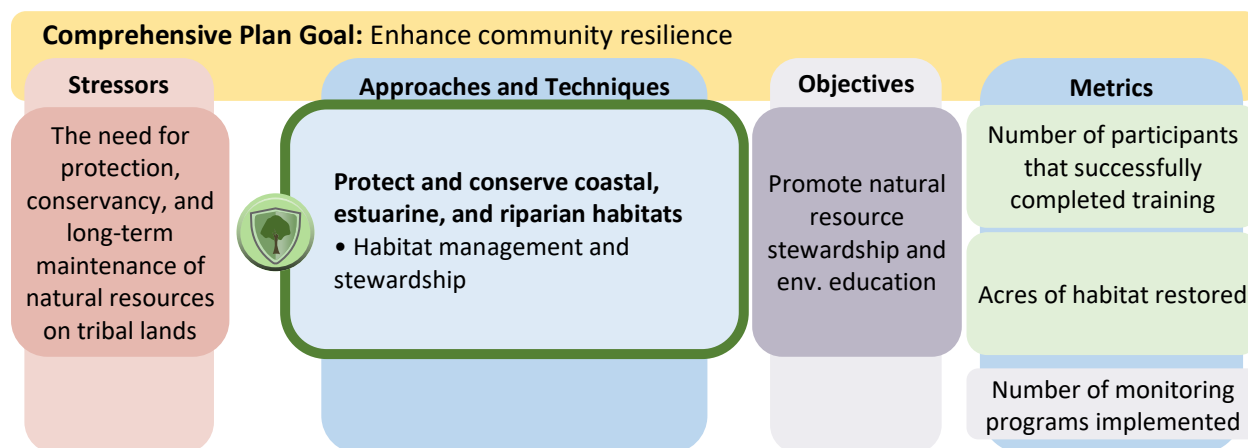 Comprehensive Plan Goal: Enhance community resilience
Stressors
The need for
protection,
conservancy, and
long-term
maintenance of
natural resources
on tribal lands
Approaches and Techniques
Protect and conserve coastal,
estuarine, and riparian habitats
• Habitat management and
stewardship
Objectives
Promote natural
resource
stewardship and
env. education
Metrics
Number of participants
that successfully
completed training
Acres of habitat restored
Number of monitoring
programs implemented